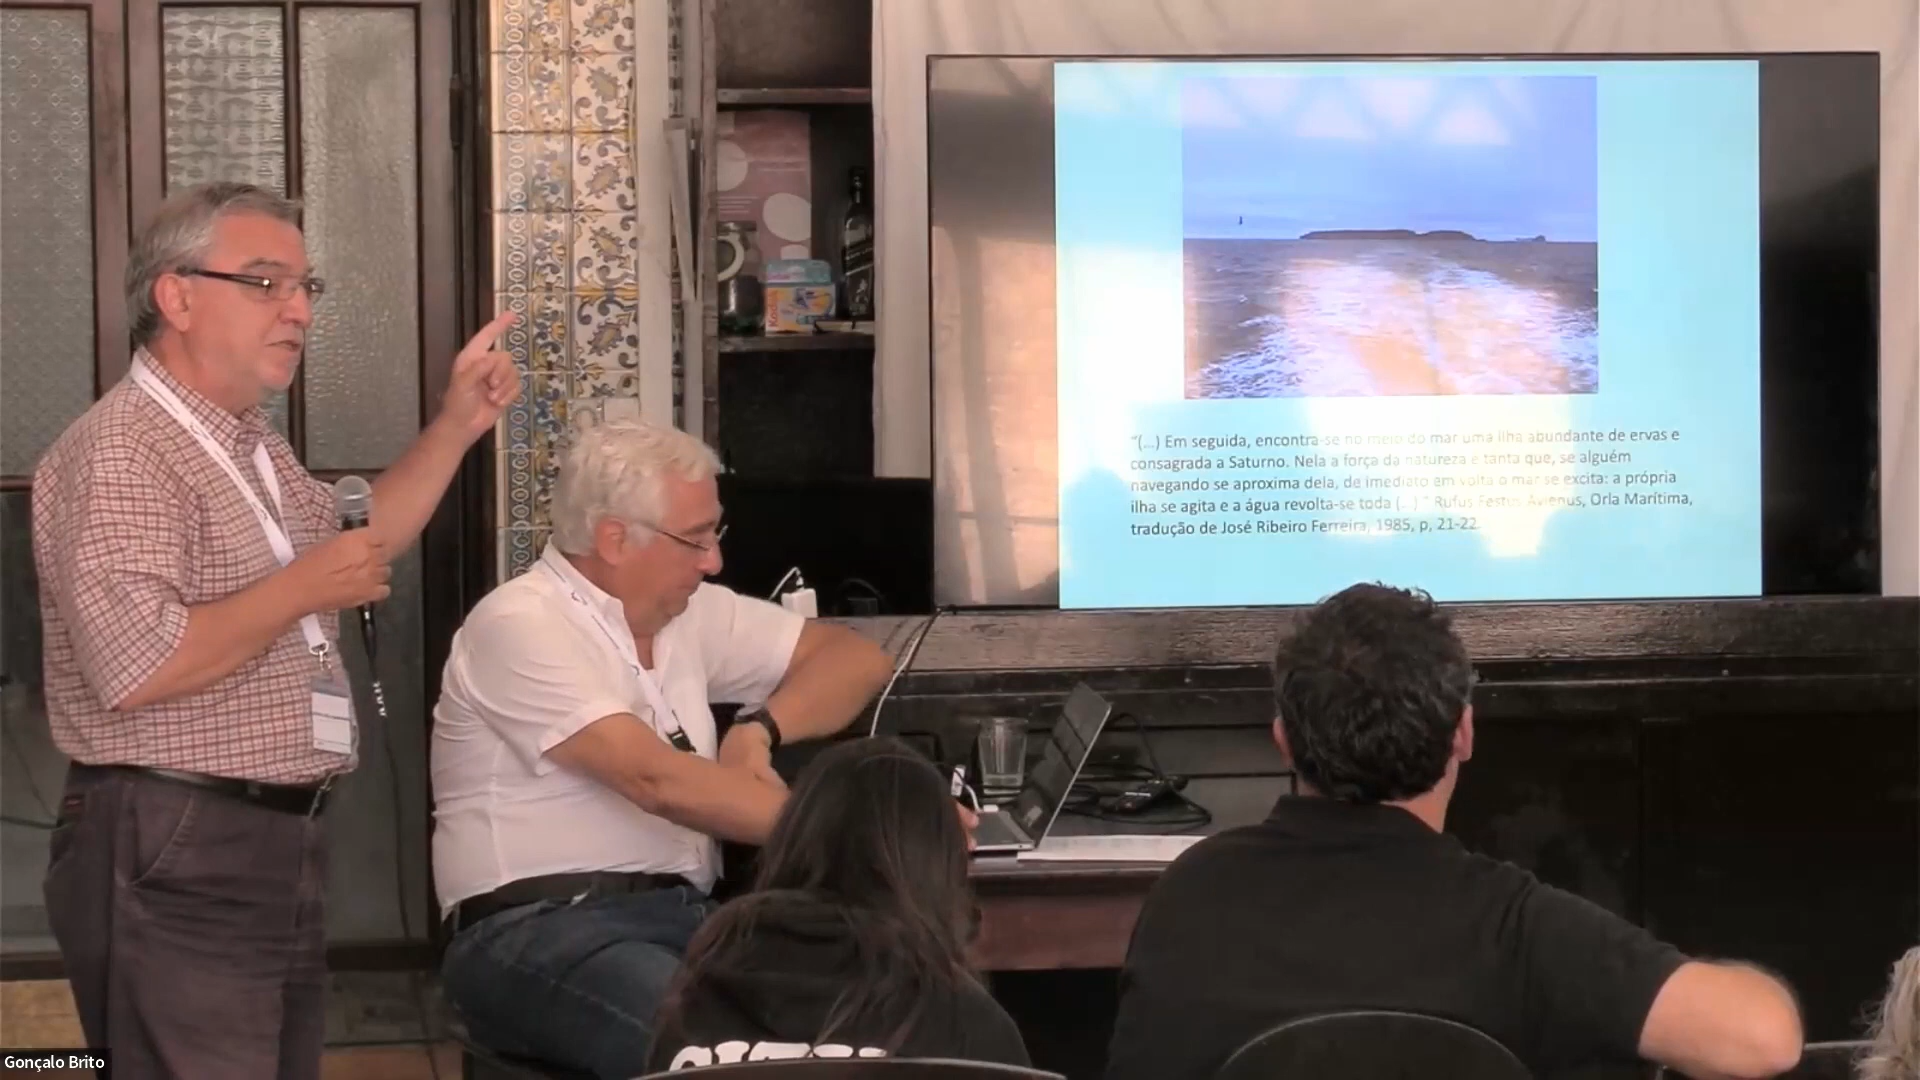 "(...) Em seguida, encontra-se no meio do mar uma ilha abundante de ervas e
consagrada a Saturno. Nela a força da natureza e tanta que, se alguém
navegando se aproxima dela, de imediato em volta o mar se excita: a própria
ilha se agita e a água revolta-se toda (...) " Rufus Festus Avienus, Orla Marítima,
tradução de José Ribeiro Ferreira, 1985, p, 21-22.
Gonçalo Brito